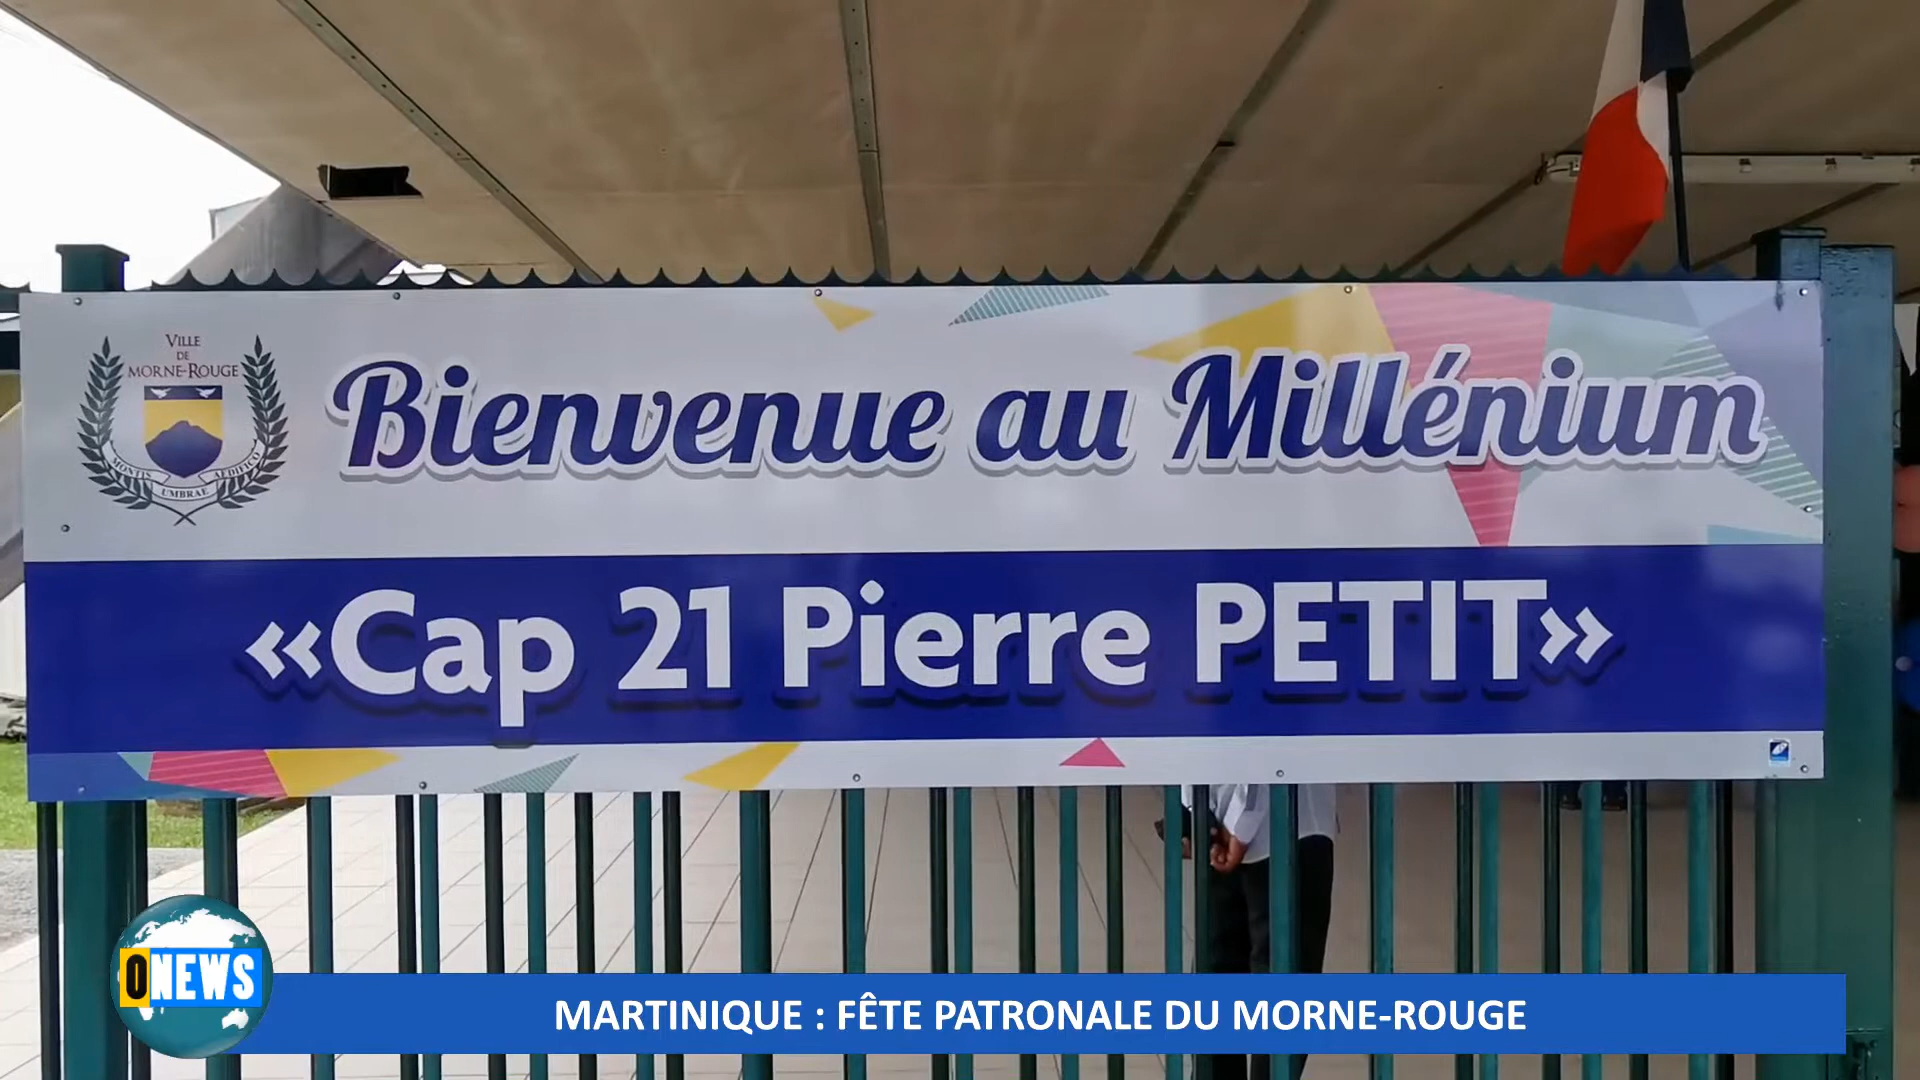 VILLE
DE
MORNE-ROUGE
MONTIS UMBRAE AEDIFICO
Bienvenue au Millénium
«Cap 21 Pierre PETIT»
ONEWS
MARTINIQUE : FÊTE PATRONALE DU MORNE-ROUGE